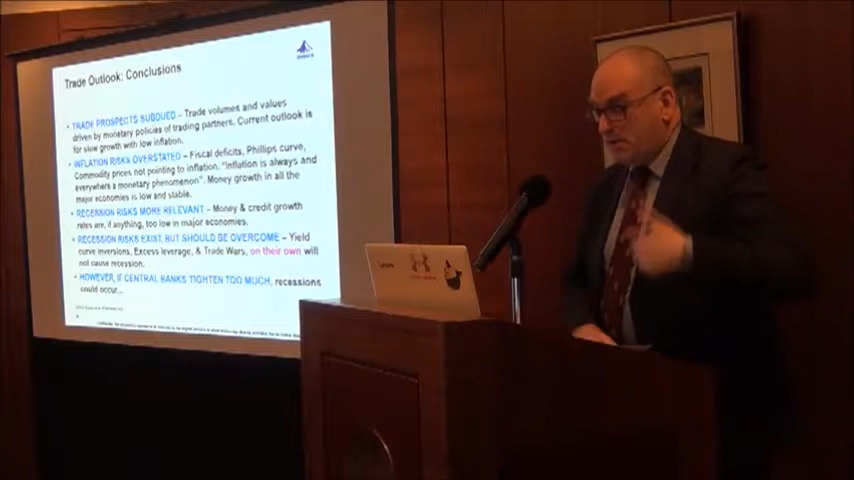 Trade Outlook: Conclusions
• TRADE PROSPECTS SUBDUED – Trade volumes and values
driven by monetary policies of trading partners. Current outlook is
for slow growth with low inflation.
• INFLATION RISKS OVERSTATED – Fiscal deficits, Phillips curve,
Commodity prices not pointing to inflation. "Inflation is always and
everywhere a monetary phenomenon". Money growth in all the
major economies is low and stable.
• RECESSION RISKS MORE RELEVANT – Money & credit growth
rates are, if anything, too low in major economies.
• RECESSION RISKS EXIST, BUT SHOULD BE OVERCOME – Yield
curve inversions, Excess leverage, & Trade Wars, on their own will
not cause recession.
• HOWEVER, IF CENTRAL BANKS TIGHTEN TOO MUCH, recessions
could occur...